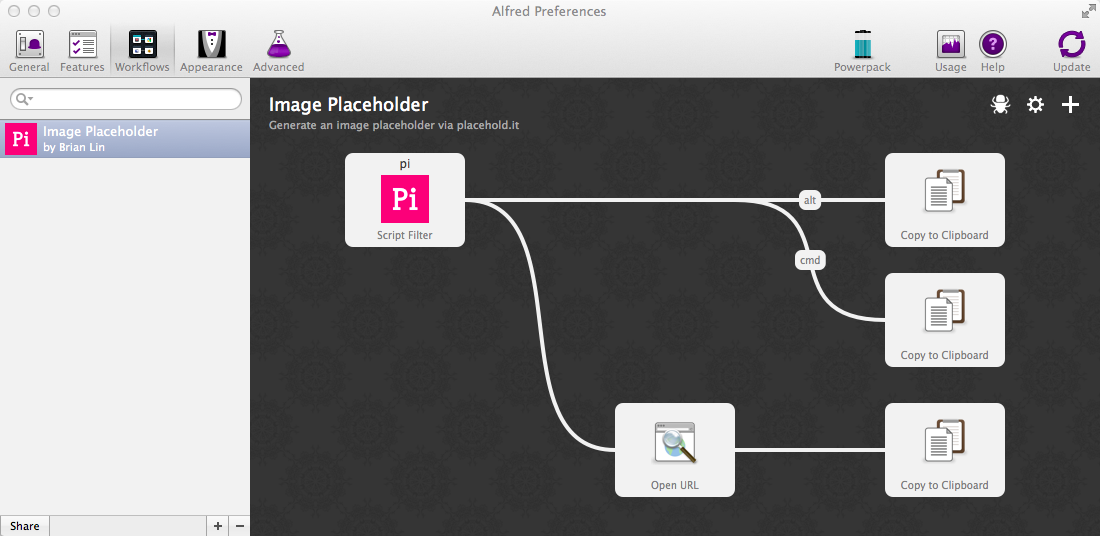 Alfred Preferences
General
Features
Workflows
Appearance
Advanced
Powerpack
Usage
Help
Update
Image Placeholder
by Brian Lin
Pi
Share
Image Placeholder
Generate an image placeholder via placehold.it
pi
Pi
Script Filter
alt
Copy to Clipboard
cmd
Copy to Clipboard
Open URL
Copy to Clipboard